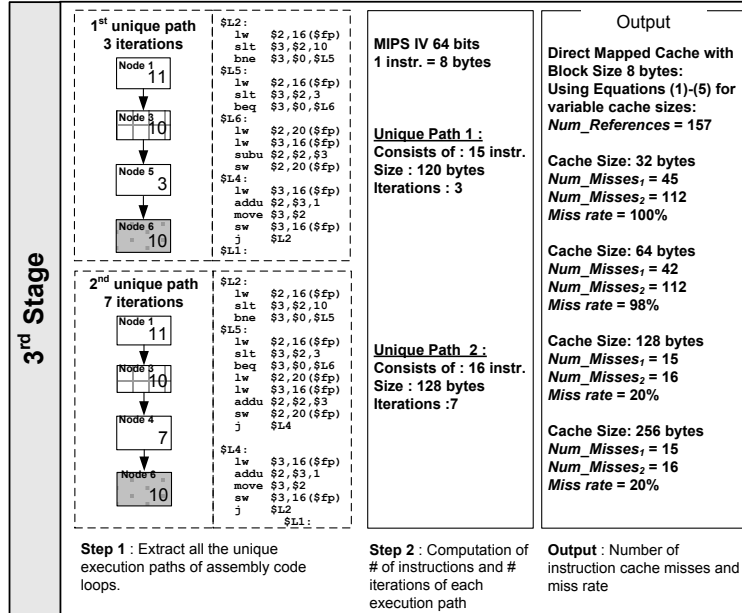 3rd Stage
1st unique path
3 iterations
Node 1
11
Node 3
10
Node 5
3
Node 6
10
$L2:
lw $2,16($fp)
slt $3,$2,10
bne $3,$0,$L5
$L5:
lw $2,16($fp)
slt $3,$2,3
beq $3,$0,$L6
$L6:
lw $2,20($fp)
lw $3,16($fp)
subu $2,$2,$3
sw $2,20($fp)
$L4:
lw $3,16($fp)
addu $2,$3,1
move $3,$2
sw $3,16($fp)
j $L2
$L1:
2nd unique path
7 iterations
Node 1
11
Node 3
10
Node 4
7
Node 6
10
$L2:
lw $2,16($fp)
slt $3,$2,10
bne $3,$0,$L5
$L5:
lw $2,16($fp)
slt $3,$2,3
beq $3,$0,$L6
lw $2,20($fp)
lw $3,16($fp)
addu $2,$2,$3
sw $2,20($fp)
j $L4
$L4:
lw $3,16($fp)
addu $2,$3,1
move $3,$2
sw $3,16($fp)
j $L2
$L1:
Step 1 : Extract all the unique
execution paths of assembly code
loops.
MIPS IV 64 bits
1 instr. = 8 bytes
Unique Path 1 :
Consists of : 15 instr.
Size : 120 bytes
Iterations : 3
Unique Path 2 :
Consists of : 16 instr.
Size : 128 bytes
Iterations :7
Step 2 : Computation of
# of instructions and #
iterations of each
execution path
Output
Direct Mapped Cache with
Block Size 8 bytes:
Using Equations (1)-(5) for
variable cache sizes:
Num_References = 157
Cache Size: 32 bytes
Num_Misses1 = 45
Num_Misses2 = 112
Miss rate = 100%
Cache Size: 64 bytes
Num_Misses1 = 42
Num_Misses2 = 112
Miss rate = 98%
Cache Size: 128 bytes
Num_Misses1 = 15
Num_Misses2 = 16
Miss rate = 20%
Cache Size: 256 bytes
Num_Misses1 = 15
Num_Misses2 = 16
Miss rate = 20%
Output : Number of
instruction cache misses and
miss rate